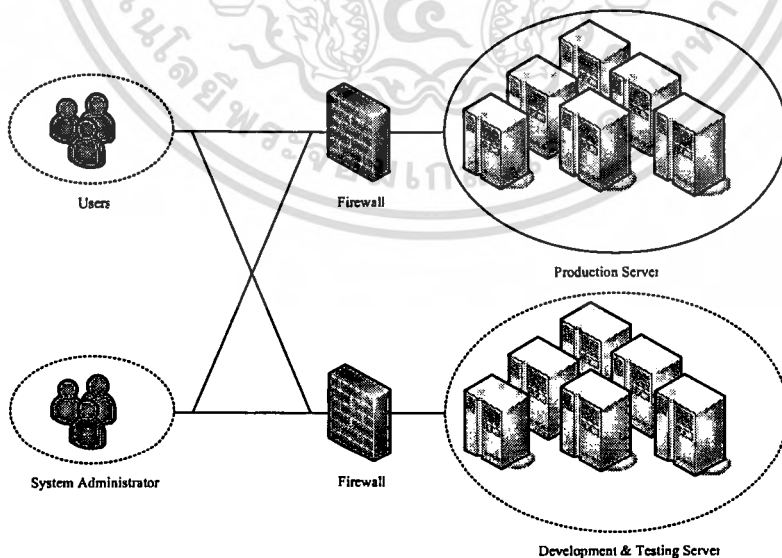 Users
Firewall
Production Server
System Administrator
Firewall
Development & Testing Server